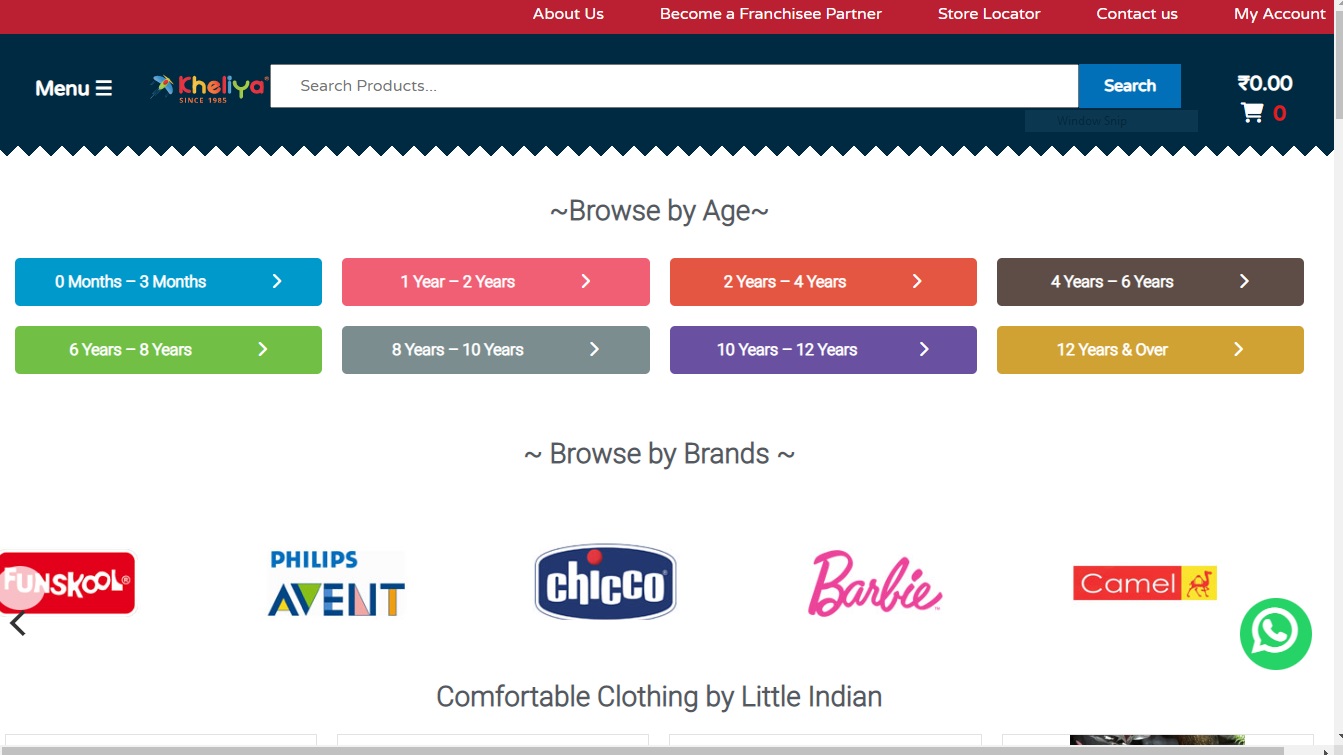 About Us Become a Franchisee Partner Store Locator Contact us My Account
Menu Kheliya® Search Products... Search ₹0.00
SINCE 1985
0
Window Snip
~Browse by Age~
0 Months – 3 Months 1 Year – 2 Years 2 Years – 4 Years 4 Years – 6 Years
6 Years – 8 Years 8 Years – 10 Years 10 Years – 12 Years 12 Years & Over
~ Browse by Brands ~
FUNSKOOL®
PHILIPS
AVENT
chicco
Barbie™
Camel
Comfortable Clothing by Little Indian